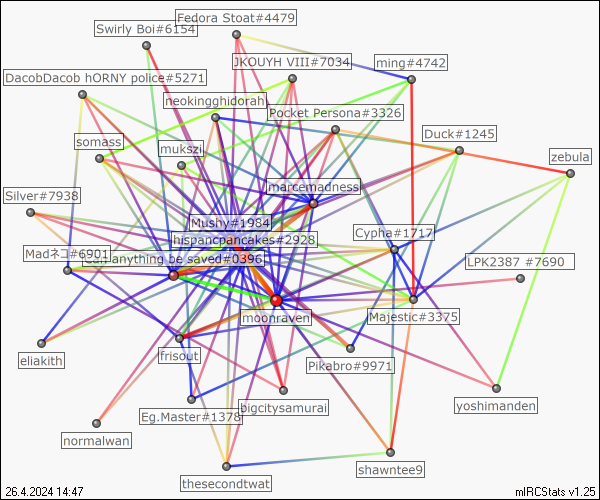 Fedora Stoat#4479
Swirly Boi#6154
JKOUYH VIII#7034
ming#4742
DacobDacob hORNY police#5271
neokingghidorah
Pocket Persona#3326
Duck#1245
somass
mukszi
zebula
marcemadness
Silver#7938
Mushy#1984
Cypha#1717
hispancpancakes#2928
Madネコ#6901
anything be saved#0396
LPK2387 #7690
moonraven
Majestic#3375
eliakith
frisout
Pikabro#9971
yoshimanden
Eg.Master#1378
bigcitysamurai
normalwan
shawntee9
thesecondtwat
26.4.2024 14:47
mIRCStats v1.25